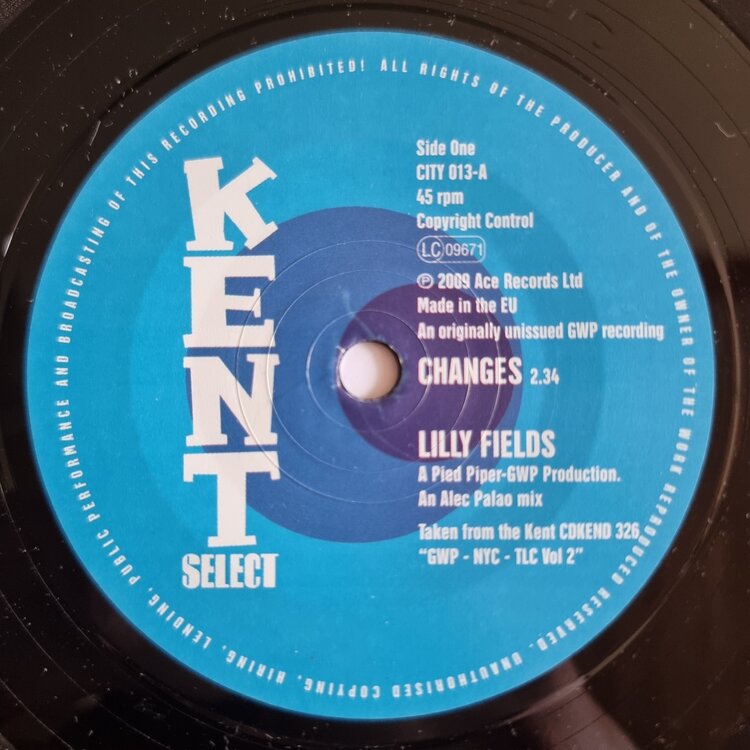 KENT
SELECT
Side One
CITY 013-A
45 rpm
Copyright Control
LC 09671
℗ 2009 Ace Records Ltd
Made in the EU
An originally unissued GWP recording
CHANGES 2.34
LILLY FIELDS
A Pied Piper-GWP Production.
An Alec Palao mix
Taken from the Kent CDKEND 326
“GWP - NYC - TLC Vol 2”
ALL RIGHTS OF THE PRODUCER AND OF THE OWNER OF THE WORK REPRODUCED RESERVED. UNAUTHORISED COPYING, HIRING, LENDING, PUBLIC PERFORMANCE AND BROADCASTING OF THIS RECORDING PROHIBITED!